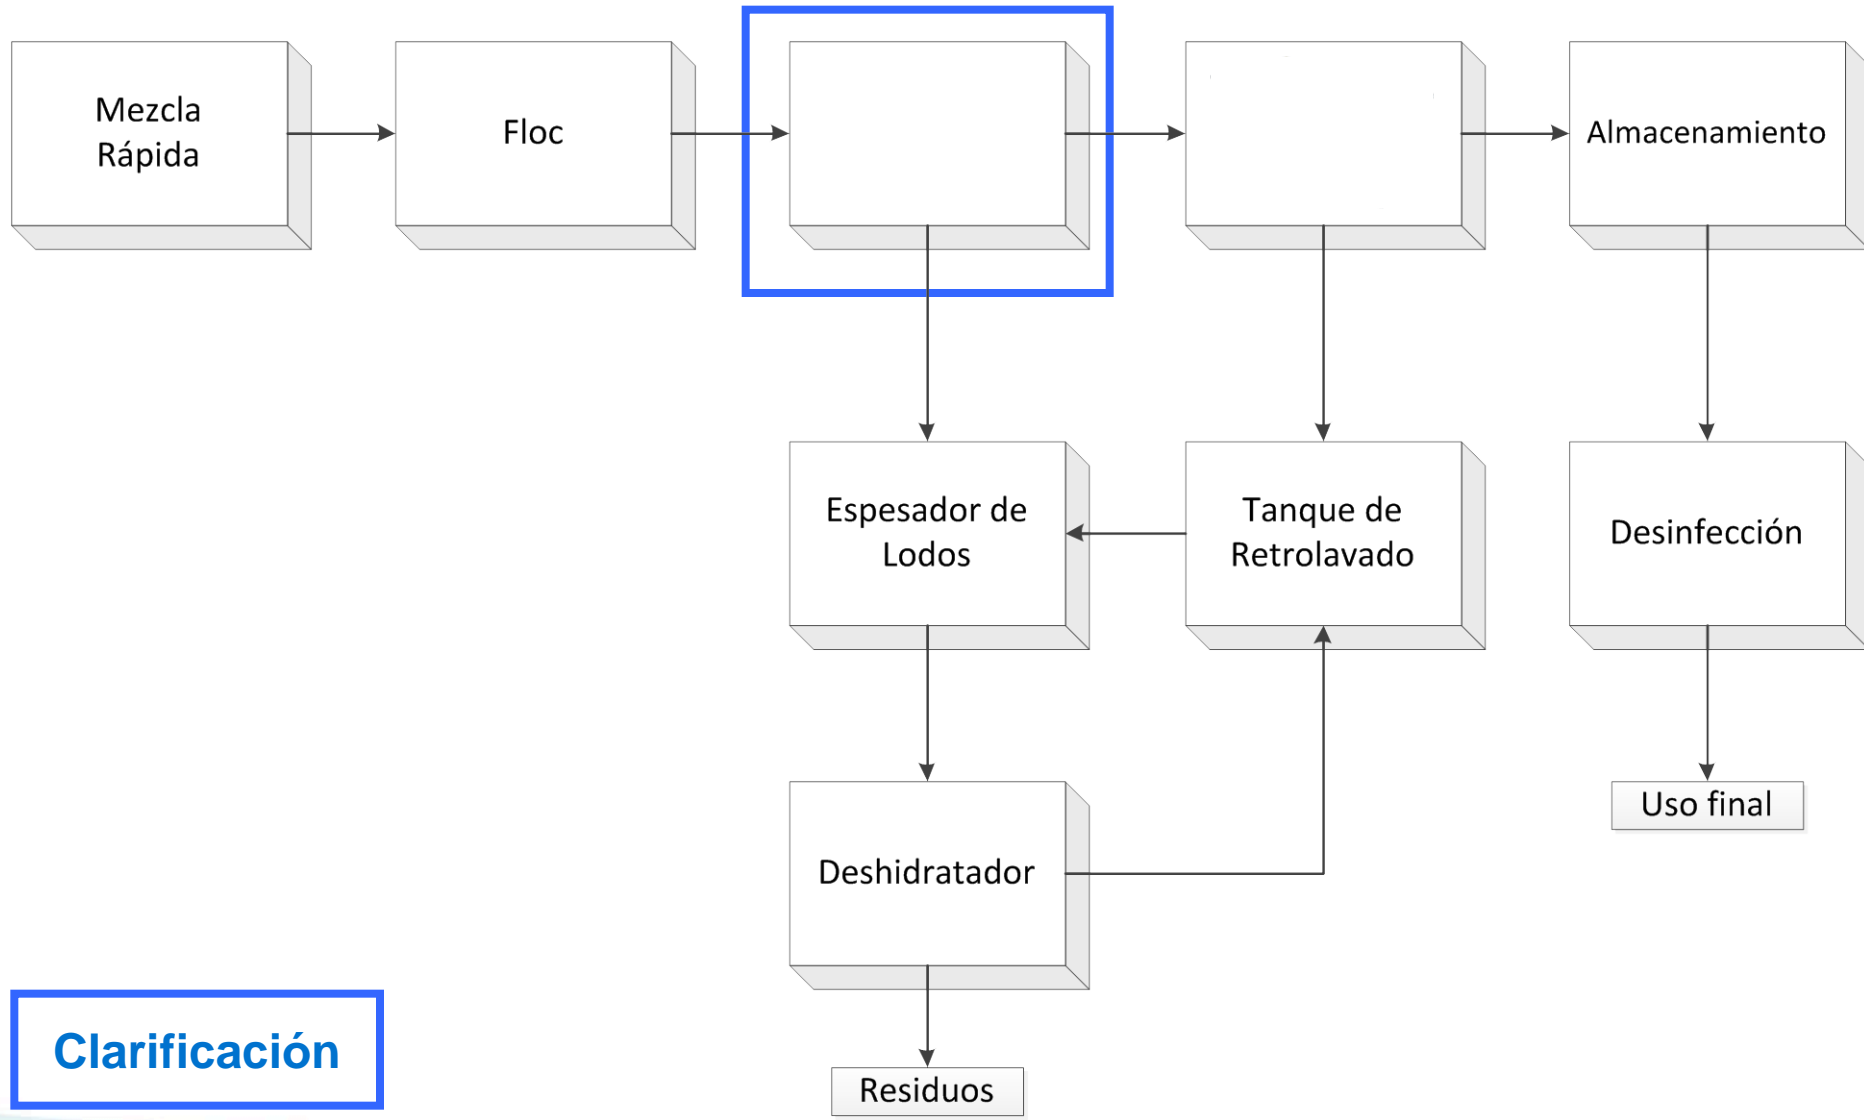 Mezcla
Rápida
Floc
Almacenamiento
Espesador de
Lodos
Tanque de
Retrolavado
Desinfección
Deshidratador
Uso final
Clarificación
Residuos